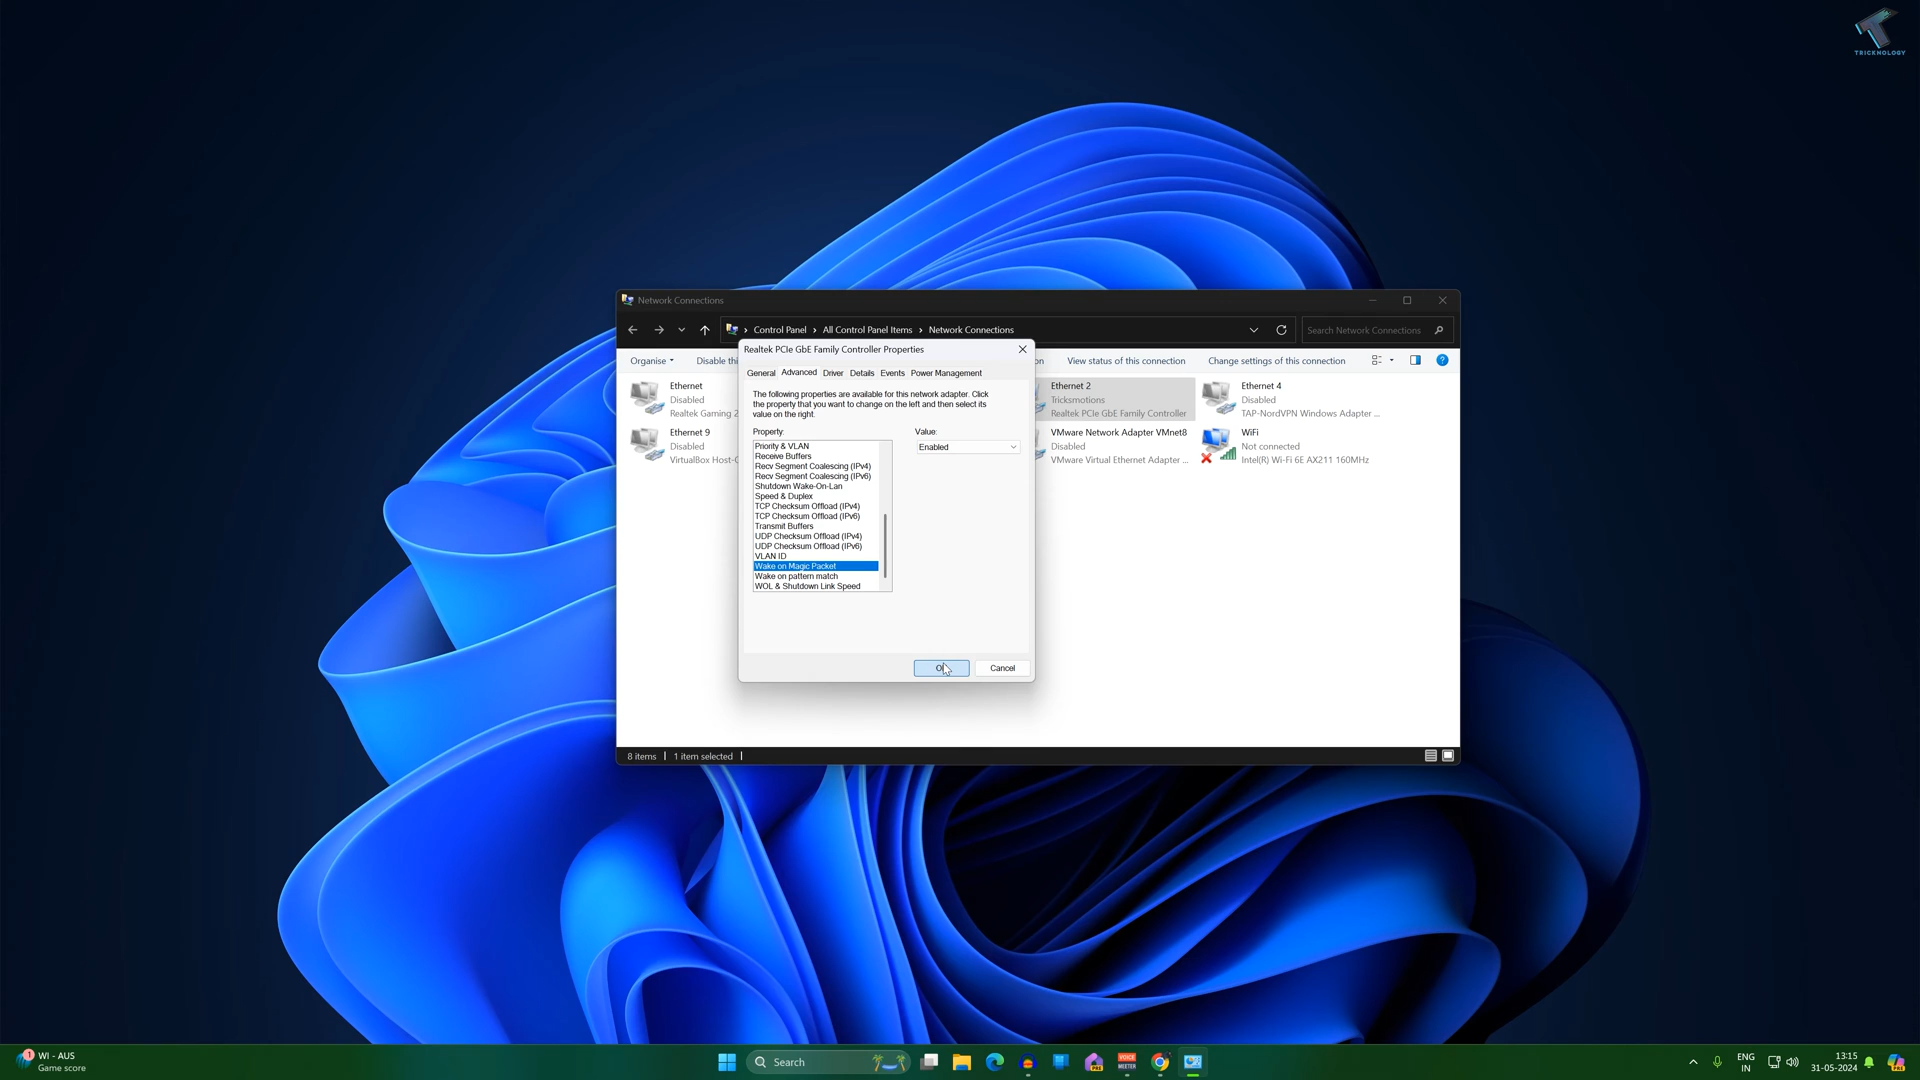 TRICKNOLOGY
Network Connections
Control Panel › All Control Panel Items › Network Connections
Search Network Connections
Realtek PCIe GbE Family Controller Properties
Organise
Disable thi
View status of this connection
Change settings of this connection
General Advanced Driver Details Events Power Management
The following properties are available for this network adapter. Click
the property that you want to change on the left and then select its
value on the right.
Property:
Value:
Priority & VLAN
Receive Buffers
Recv Segment Coalescing (IPv4)
Recv Segment Coalescing (IPv6)
Shutdown Wake-On-Lan
Speed & Duplex
TCP Checksum Offload (IPv4)
TCP Checksum Offload (IPv6)
Transmit Buffers
UDP Checksum Offload (IPv4)
UDP Checksum Offload (IPv6)
VLAN ID
Wake on Magic Packet
Wake on pattern match
WOL & Shutdown Link Speed
Enabled
Cancel
Ethernet
Disabled
Realtek Gaming 2
Ethernet 2
Tricksmotions
Realtek PCIe GbE Family Controller
Ethernet 4
Disabled
TAP-NordVPN Windows Adapter ...
Ethernet 9
Disabled
VirtualBox Host-O
VMware Network Adapter VMnet8
Disabled
VMware Virtual Ethernet Adapter ...
WiFi
Not connected
Intel(R) Wi-Fi 6E AX211 160MHz
8 items
1 item selected
1
WI - AUS
Game score
Search
PRE
VOICE
MEETER
ENG
IN
13:15
31-05-2024
PRE